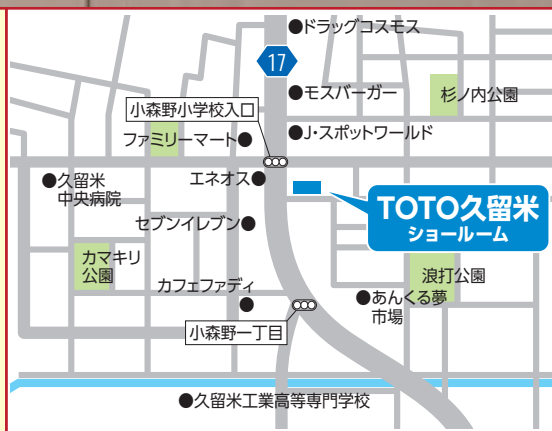 ●ドラッグコスモス
17
●モスバーガー
杉ノ内公園
小森野小学校入口
●J・スポットワールド
ファミリーマート●
●久留米
中央病院
エネオス●
TOTO久留米
ショールーム
セブンイレブン●
カマキリ
公園
カフェファディ
●
浪打公園
●あんくる夢
市場
小森野一丁目
●久留米工業高等専門学校